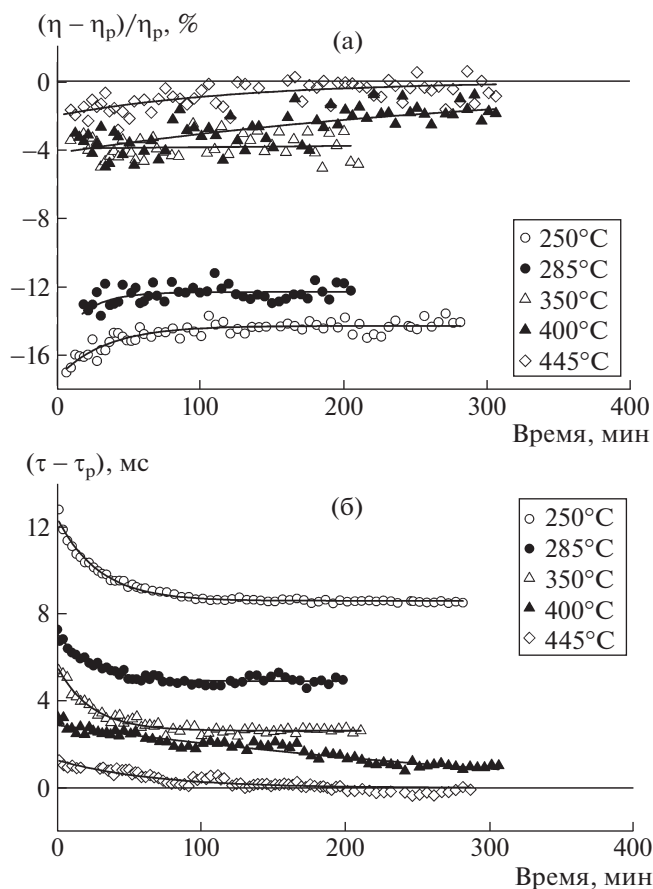 (η – ηp)/ηp, %
(а)
0
–4
–8
–12
–16
250°C
285°C
350°C
400°C
445°C
0
100
200
300
400
Время, мин
(τ – τp), мс
(б)
12
8
4
0
250°C
285°C
350°C
400°C
445°C
0
100
200
300
400
Время, мин